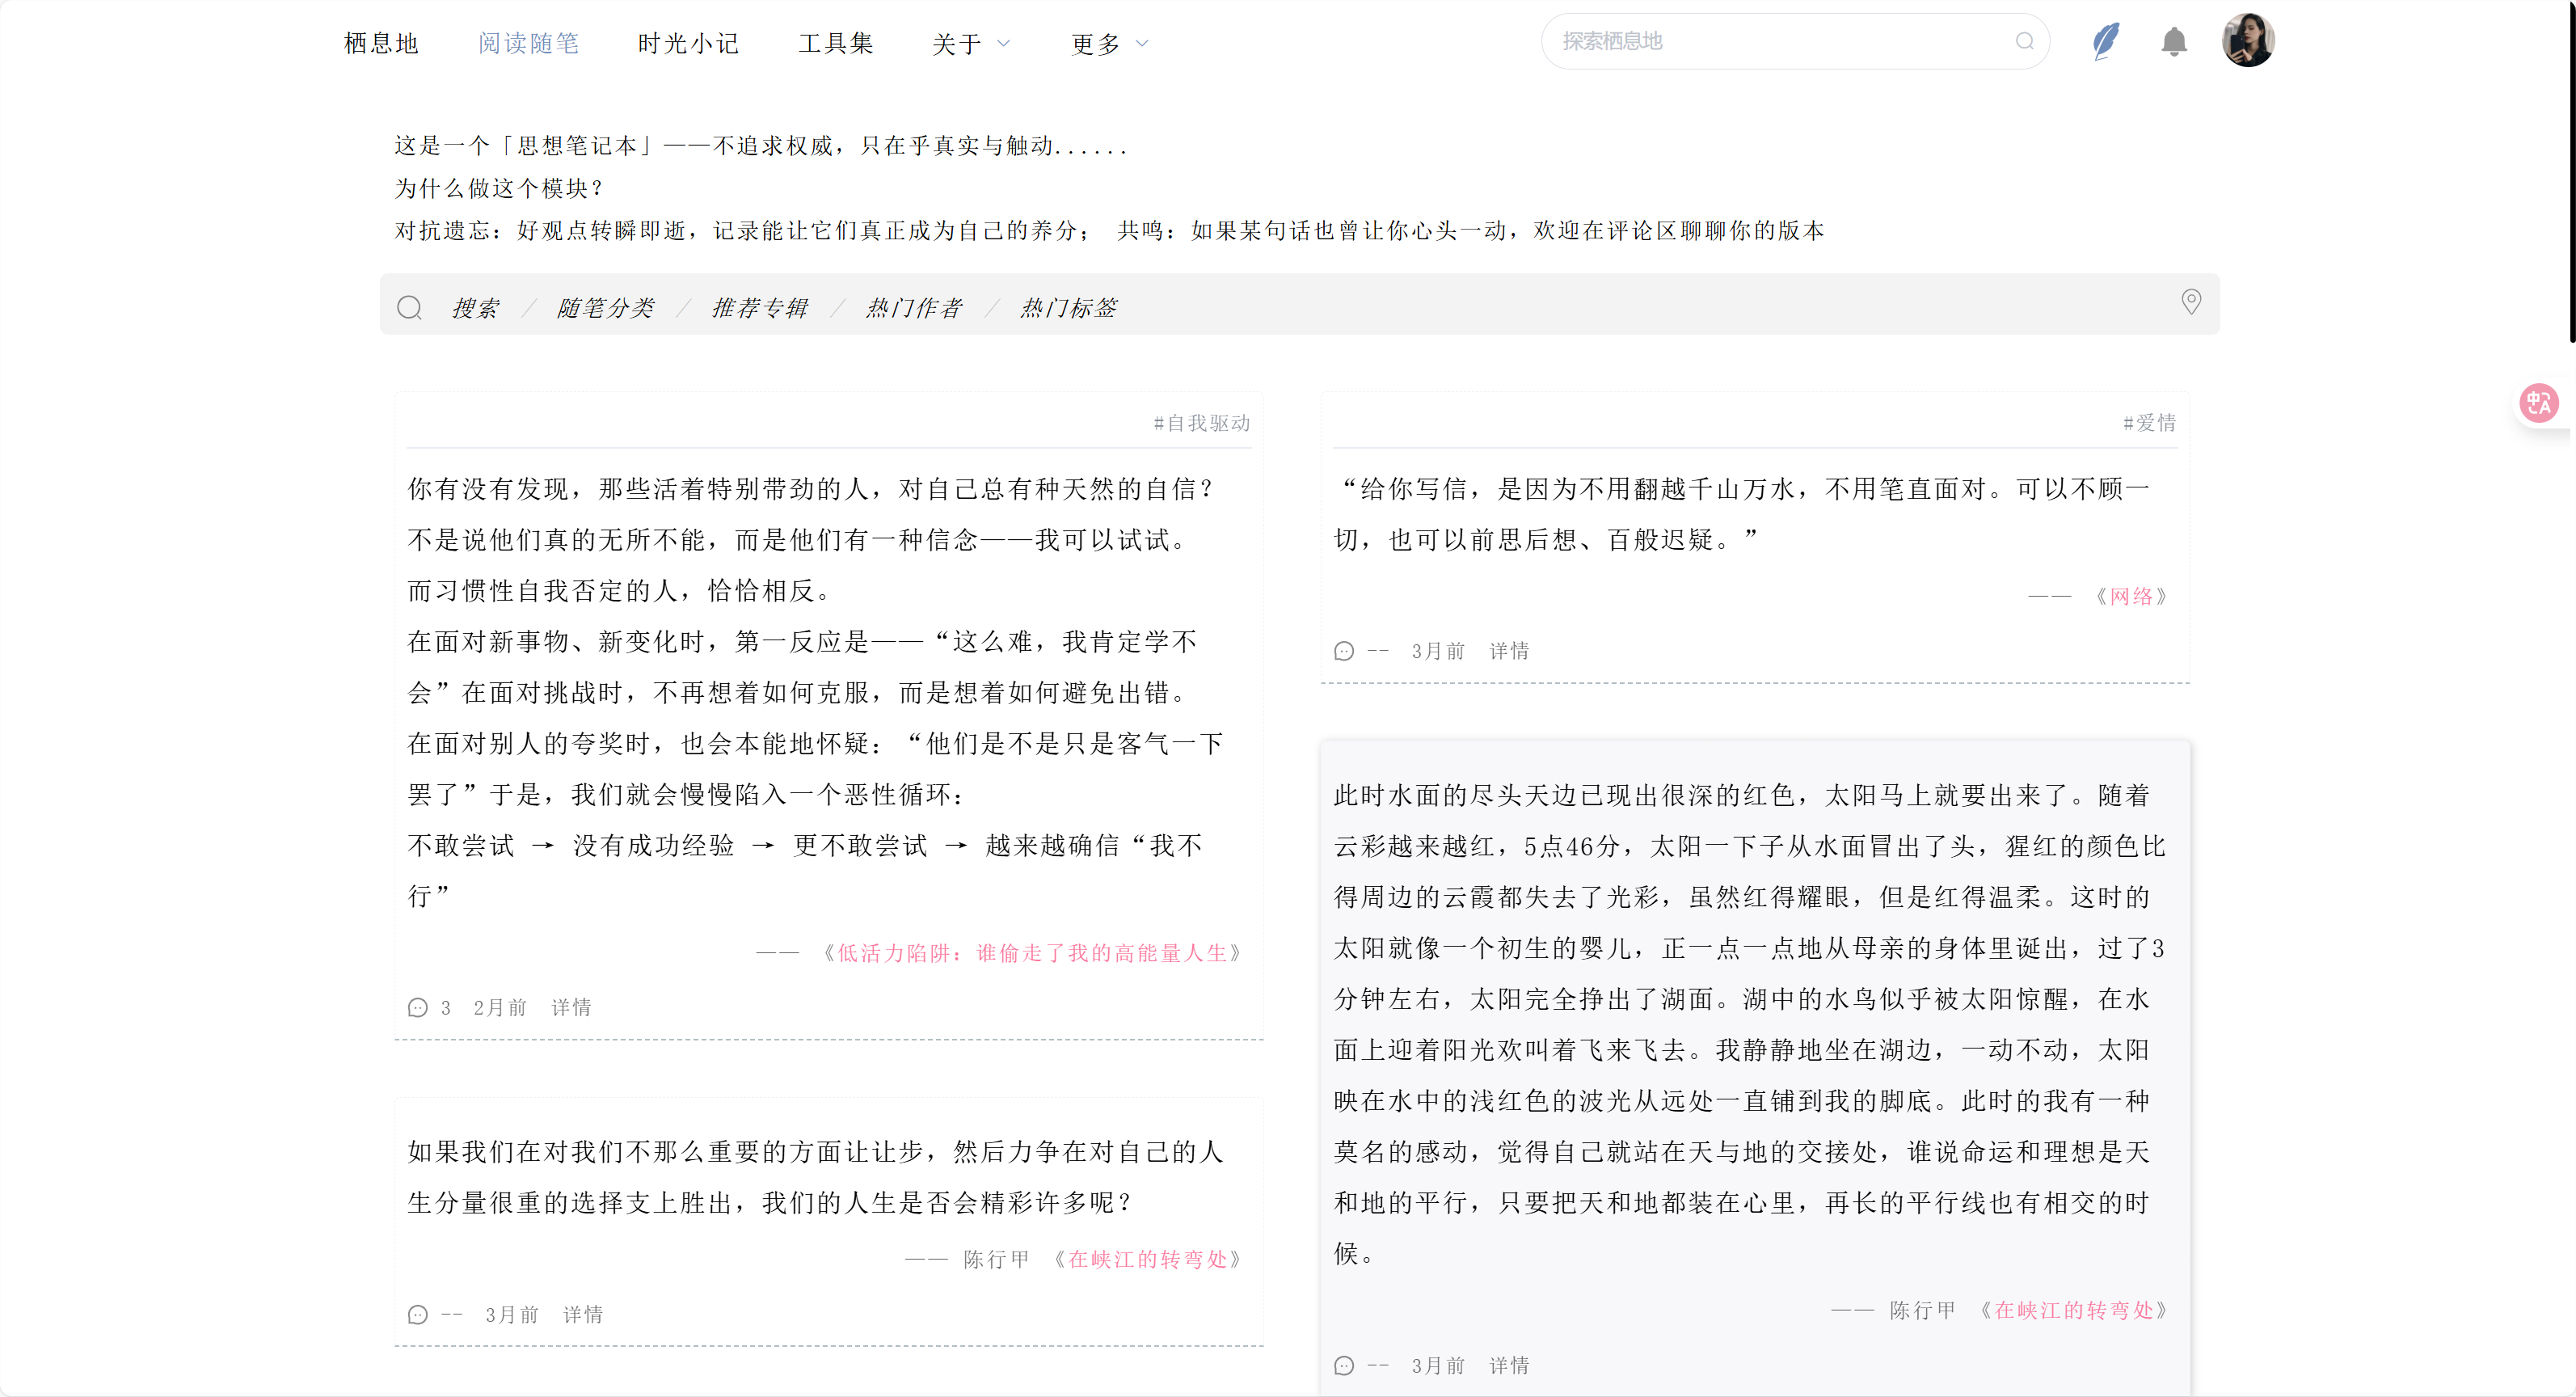 栖息地 阅读随笔 时光小记 工具集 关于 更多 探索栖息地
这是一个「思想笔记本」——不追求权威，只在乎真实与触动......
为什么做这个模块？
对抗遗忘：好观点转瞬即逝，记录能让它们真正成为自己的养分； 共鸣：如果某句话也曾让你心头一动，欢迎在评论区聊聊你的版本
搜索 / 随笔分类 / 推荐专辑 / 热门作者 / 热门标签
#自我驱动
你有没有发现，那些活着特别带劲的人，对自己总有种天然的自信？
不是说他们真的无所不能，而是他们有一种信念——我可以试试。
而习惯性自我否定的人，恰恰相反。
在面对新事物、新变化时，第一反应是——“这么难，我肯定学不
会”在面对挑战时，不再想着如何克服，而是想着如何避免出错。
在面对别人的夸奖时，也会本能地怀疑：“他们是不是只是客气一下
罢了”于是，我们就会慢慢陷入一个恶性循环：
不敢尝试 → 没有成功经验 → 更不敢尝试 → 越来越确信“我不
行”
—— 《低活力陷阱：谁偷走了我的高能量人生》
3 2月前 详情
如果我们在对我们不那么重要的方面让让步，然后力争在对自己的人
生分量很重的选择支上胜出，我们的人生是否会精彩许多呢？
—— 陈行甲 《在峡江的转弯处》
-- 3月前 详情
#爱情
“给你写信，是因为不用翻越千山万水，不用笔直面对。可以不顾一
切，也可以前思后想、百般迟疑。”
—— 《网络》
-- 3月前 详情
此时水面的尽头天边已现出很深的红色，太阳马上就要出来了。随着
云彩越来越红，5点46分，太阳一下子从水面冒出了头，猩红的颜色比
得周边的云霞都失去了光彩，虽然红得耀眼，但是红得温柔。这时的
太阳就像一个初生的婴儿，正一点一点地从母亲的身体里诞出，过了3
分钟左右，太阳完全挣出了湖面。湖中的水鸟似乎被太阳惊醒，在水
面上迎着阳光欢叫着飞来飞去。我静静地坐在湖边，一动不动，太阳
映在水中的浅红色的波光从远处一直铺到我的脚底。此时的我有一种
莫名的感动，觉得自己就站在天与地的交接处，谁说命运和理想是天
和地的平行，只要把天和地都装在心里，再长的平行线也有相交的时
候。
—— 陈行甲 《在峡江的转弯处》
-- 3月前 详情
中A